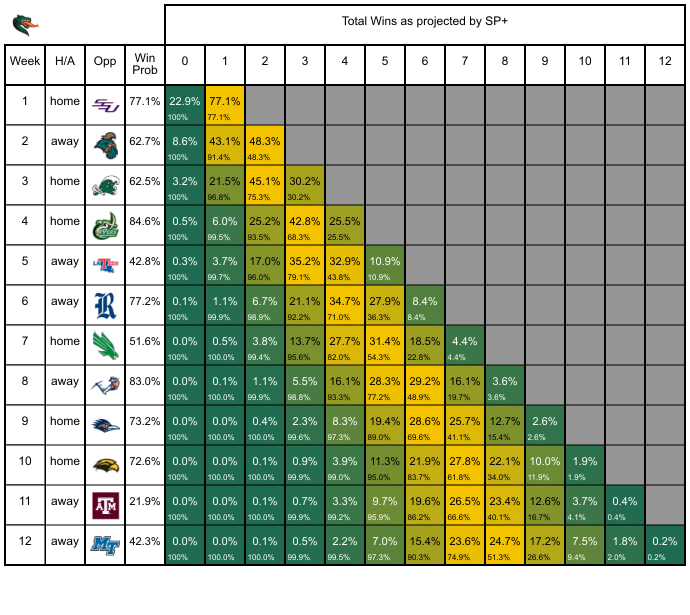 Total Wins as projected by SP+
Week H/A Opp Win Prob 0 1 2 3 4 5 6 7 8 9 10 11 12
1 home 77.1% 22.9% 77.1%
100% 77.1%
2 away 62.7% 8.6% 43.1% 48.3%
100% 91.4% 48.3%
3 home 62.5% 3.2% 21.5% 45.1% 30.2%
100% 96.8% 75.3% 30.2%
4 home 84.6% 0.5% 6.0% 25.2% 42.8% 25.5%
100% 99.5% 93.5% 68.3% 25.5%
5 away LA TECH 42.8% 0.3% 3.7% 17.0% 35.2% 32.9% 10.9%
100% 99.7% 96.0% 79.1% 43.8% 10.9%
6 away R 77.2% 0.1% 1.1% 6.7% 21.1% 34.7% 27.9% 8.4%
100% 99.9% 98.9% 92.2% 71.0% 36.3% 8.4%
7 home 51.6% 0.0% 0.5% 3.8% 13.7% 27.7% 31.4% 18.5% 4.4%
100% 100.0% 99.4% 95.6% 82.0% 54.3% 22.8% 4.4%
8 away 83.0% 0.0% 0.1% 1.1% 5.5% 16.1% 28.3% 29.2% 16.1% 3.6%
100% 100.0% 99.9% 98.8% 93.3% 77.2% 48.9% 19.7% 3.6%
9 home 73.2% 0.0% 0.0% 0.4% 2.3% 8.3% 19.4% 28.6% 25.7% 12.7% 2.6%
100% 100.0% 100.0% 99.6% 97.3% 89.0% 69.6% 41.1% 15.4% 2.6%
10 home 72.6% 0.0% 0.0% 0.1% 0.9% 3.9% 11.3% 21.9% 27.8% 22.1% 10.0% 1.9%
100% 100.0% 100.0% 99.9% 99.0% 95.0% 83.7% 61.8% 34.0% 11.9% 1.9%
11 away ATM 21.9% 0.0% 0.0% 0.1% 0.7% 3.3% 9.7% 19.6% 26.5% 23.4% 12.6% 3.7% 0.4%
100% 100.0% 100.0% 99.9% 99.2% 95.9% 86.2% 66.6% 40.1% 16.7% 4.1% 0.4%
12 away MT 42.3% 0.0% 0.0% 0.1% 0.5% 2.2% 7.0% 15.4% 23.6% 24.7% 17.2% 7.5% 1.8% 0.2%
100% 100.0% 100.0% 99.9% 99.5% 97.3% 90.3% 74.9% 51.3% 26.6% 9.4% 2.0% 0.2%